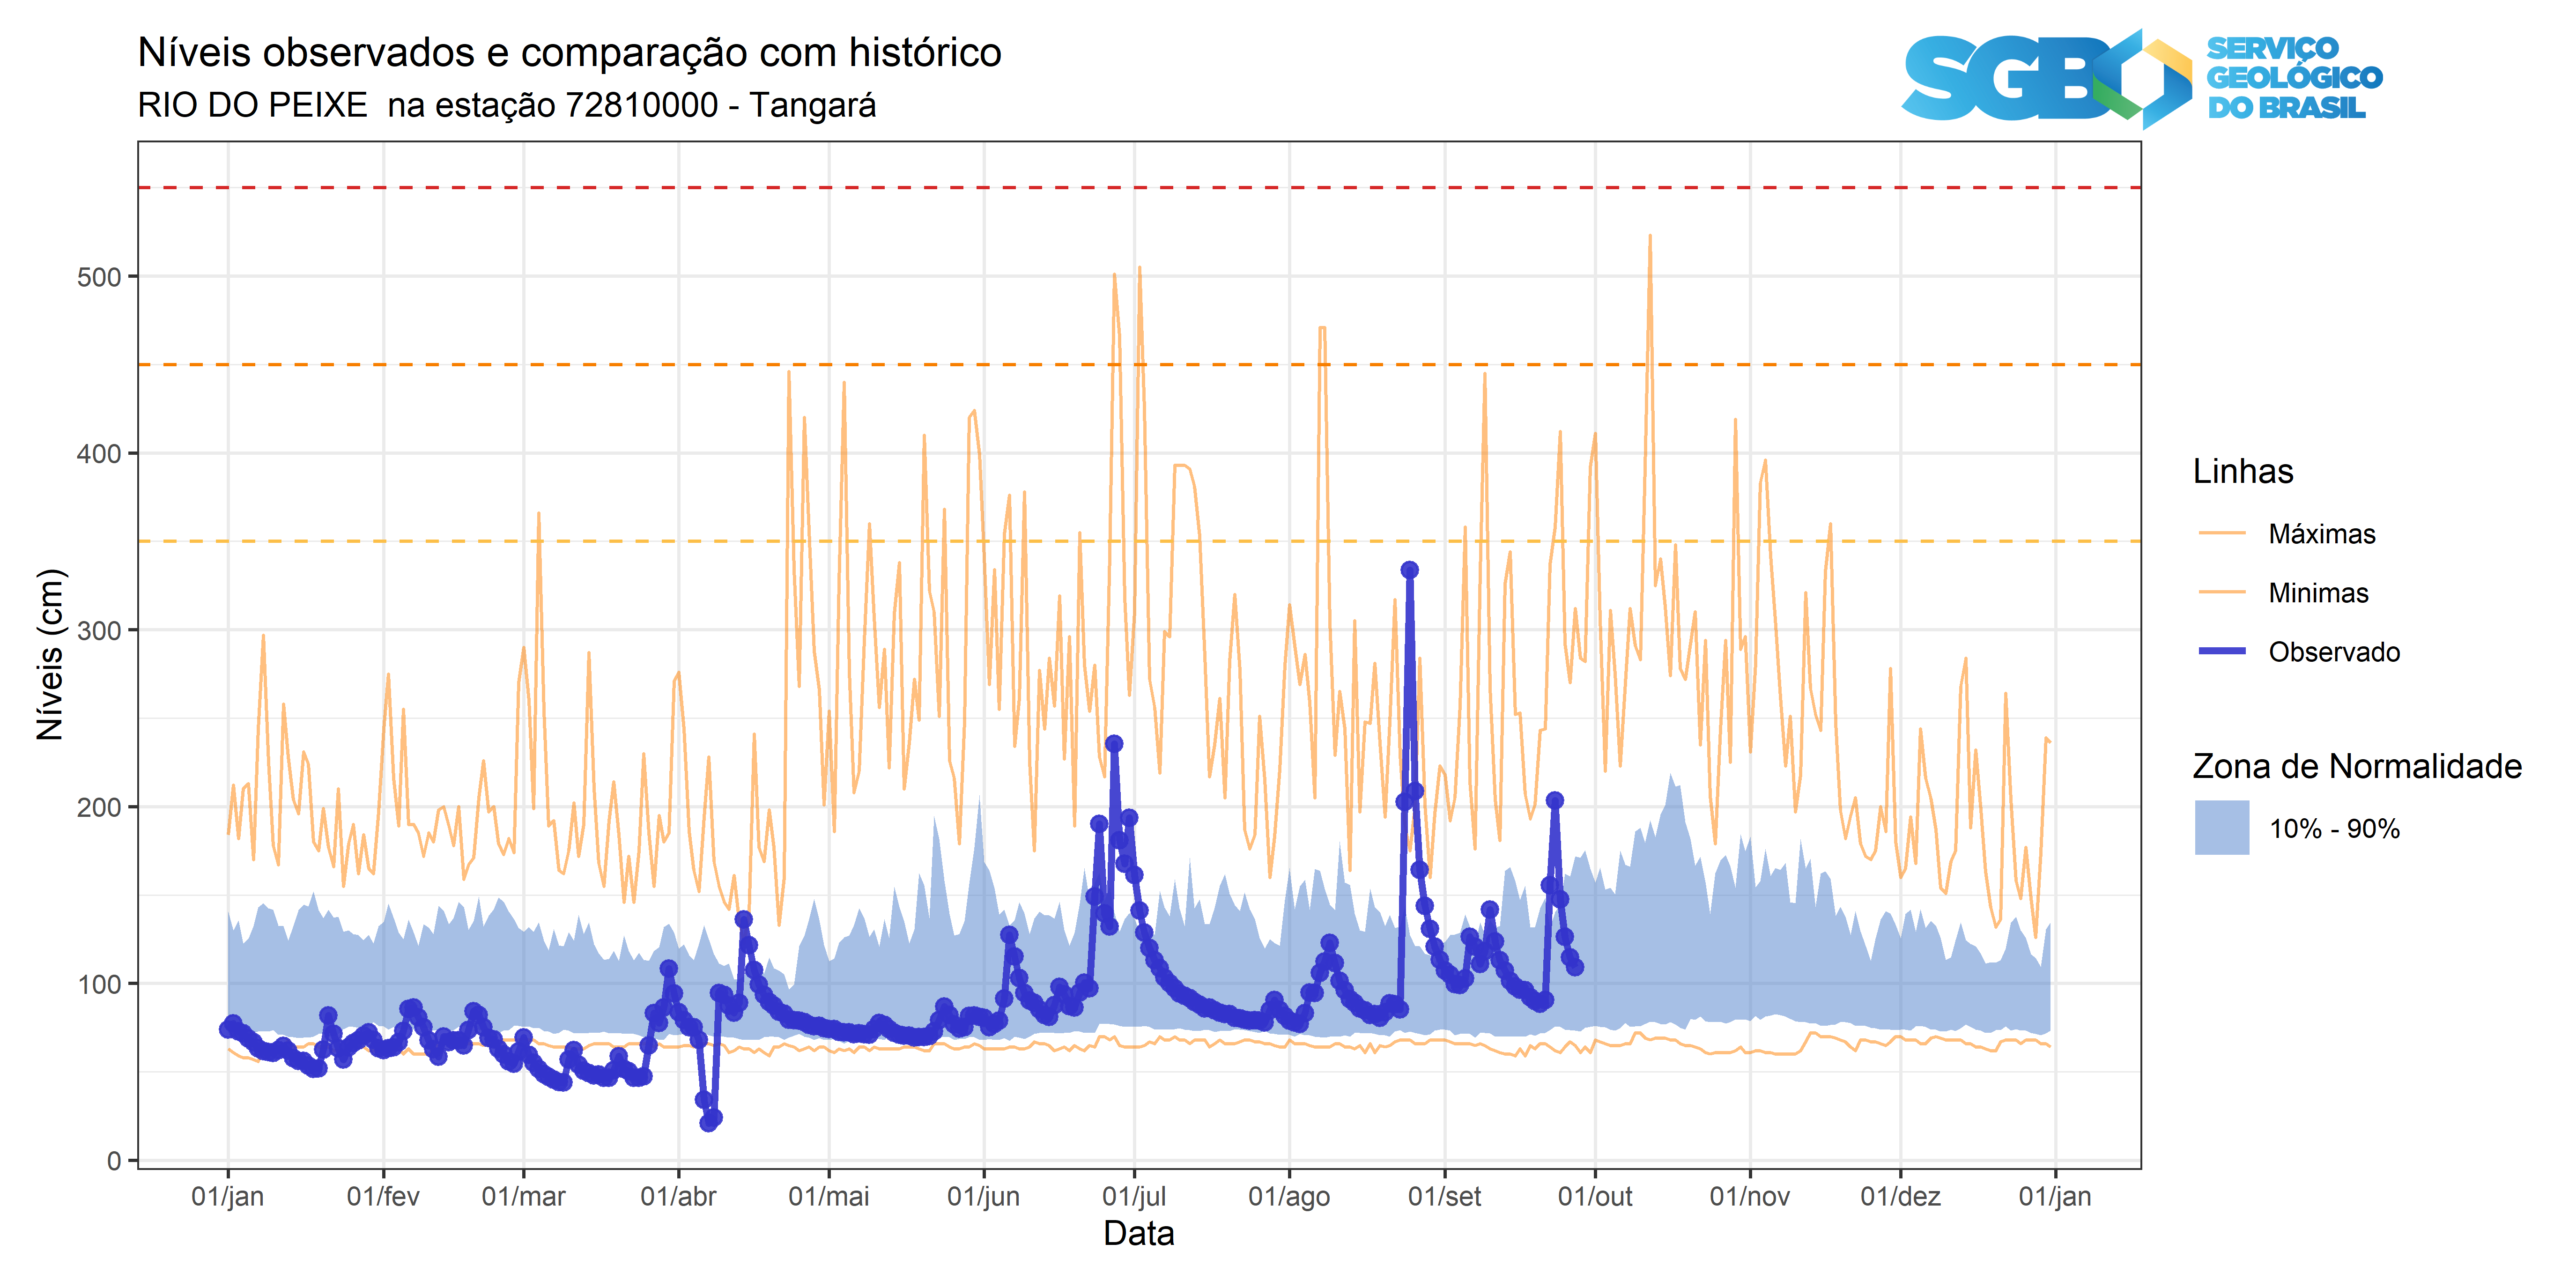 Níveis observados e comparação com histórico
RIO DO PEIXE  na estação 72810000 - Tangará
SGB
SERVIÇO
GEOLÓGICO
DO BRASIL
Níveis (cm)
500
400
300
200
100
0
01/jan
01/fev
01/mar
01/abr
01/mai
01/jun
01/jul
01/ago
01/set
01/out
01/nov
01/dez
01/jan
Data
Linhas
Máximas
Minimas
Observado
Zona de Normalidade
10% - 90%